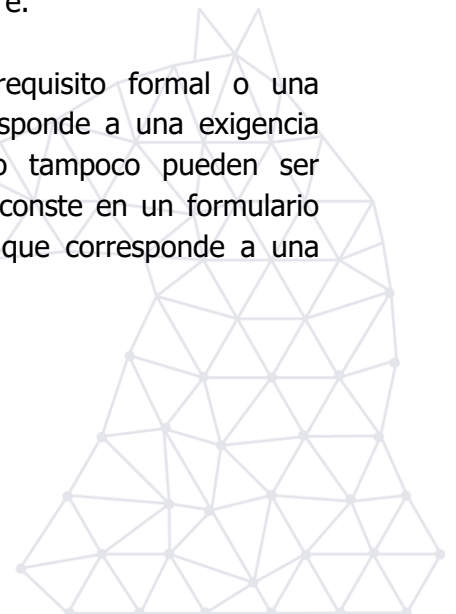 e.
requisito formal o una
sponde a una exigencia
o tampoco pueden ser
conste en un formulario
que corresponde a una